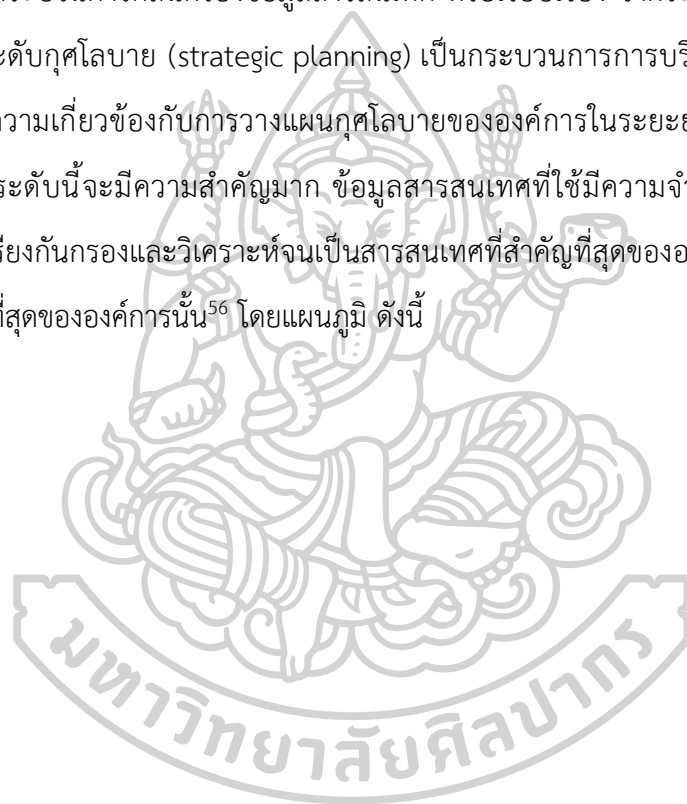 ะดับกุศโลบาย (strategic planning) เป็นกระบวนการการบริ
วามเกี่ยวข้องกับการวางแผนกุศโลบายขององค์การในระยะย
ระดับนี้จะมีความสำคัญมาก ข้อมูลสารสนเทศที่ใช้มีความจำ
รียงกันกรองและวิเคราะห์จนเป็นสารสนเทศที่สำคัญที่สุดขออ
ที่สุดขององค์การนั้น56 โดยแผนภูมิ ดังนี้
มหาวิทยาลัยศิลปากร